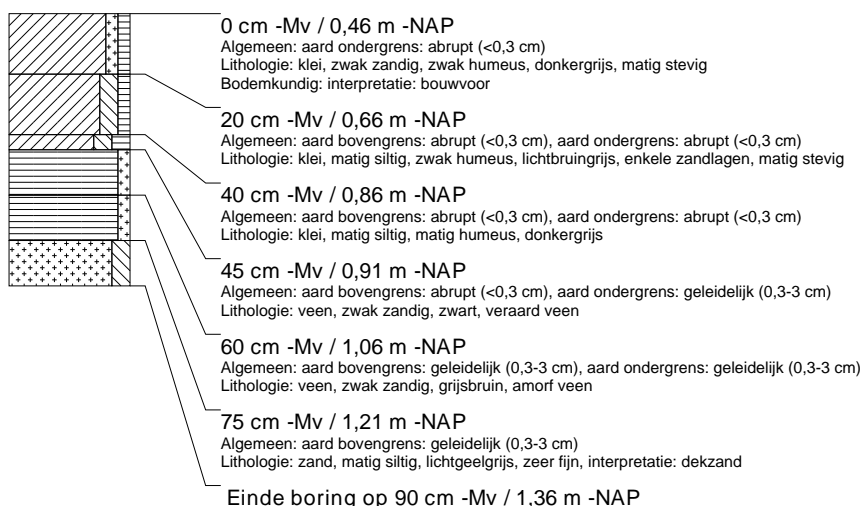 0 cm -Mv / 0,46 m -NAP
Algemeen: aard ondergrens: abrupt (<0,3 cm)
Lithologie: klei, zwak zandig, zwak humeus, donkergrijs, matig stevig
Bodemkundig: interpretatie: bouwvoor
20 cm -Mv / 0,66 m -NAP
Algemeen: aard bovengrens: abrupt (<0,3 cm), aard ondergrens: abrupt (<0,3 cm)
Lithologie: klei, matig siltig, zwak humeus, lichtbruingrijs, enkele zandlagen, matig stevig
40 cm -Mv / 0,86 m -NAP
Algemeen: aard bovengrens: abrupt (<0,3 cm), aard ondergrens: abrupt (<0,3 cm)
Lithologie: klei, matig siltig, matig humeus, donkergrijs
45 cm -Mv / 0,91 m -NAP
Algemeen: aard bovengrens: abrupt (<0,3 cm), aard ondergrens: geleidelijk (0,3-3 cm)
Lithologie: veen, zwak zandig, zwart, veraard veen
60 cm -Mv / 1,06 m -NAP
Algemeen: aard bovengrens: geleidelijk (0,3-3 cm), aard ondergrens: geleidelijk (0,3-3 cm)
Lithologie: veen, zwak zandig, grijsbruin, amorf veen
75 cm -Mv / 1,21 m -NAP
Algemeen: aard bovengrens: geleidelijk (0,3-3 cm)
Lithologie: zand, matig siltig, lichtgeelgrijs, zeer fijn, interpretatie: dekzand
Einde boring op 90 cm -Mv / 1,36 m -NAP